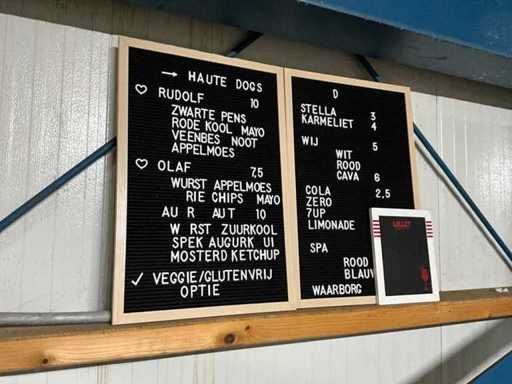 → HAUTE DOGS
♡ RUDOLF 10
ZWARTE PENS
RODE KOOL MAYO
VEENBES NOOT
APPELMOES
♡ OLAF 7,5
WURST APPELMOES
RIE CHIPS MAYO
AU R AUT 10
W RST ZUURKOOL
SPEK AUGURK UI
MOSTERD KETCHUP
✓ VEGGIE/GLUTENVRIJ
OPTIE
D
STELLA 3
KARMELIET 4
WIJ 5
WIT
ROOD
CAVA 6
COLA 2,5
ZERO
7UP
LIMONADE
SPA
ROOD
BLAUW
WAARBORG
LILLET